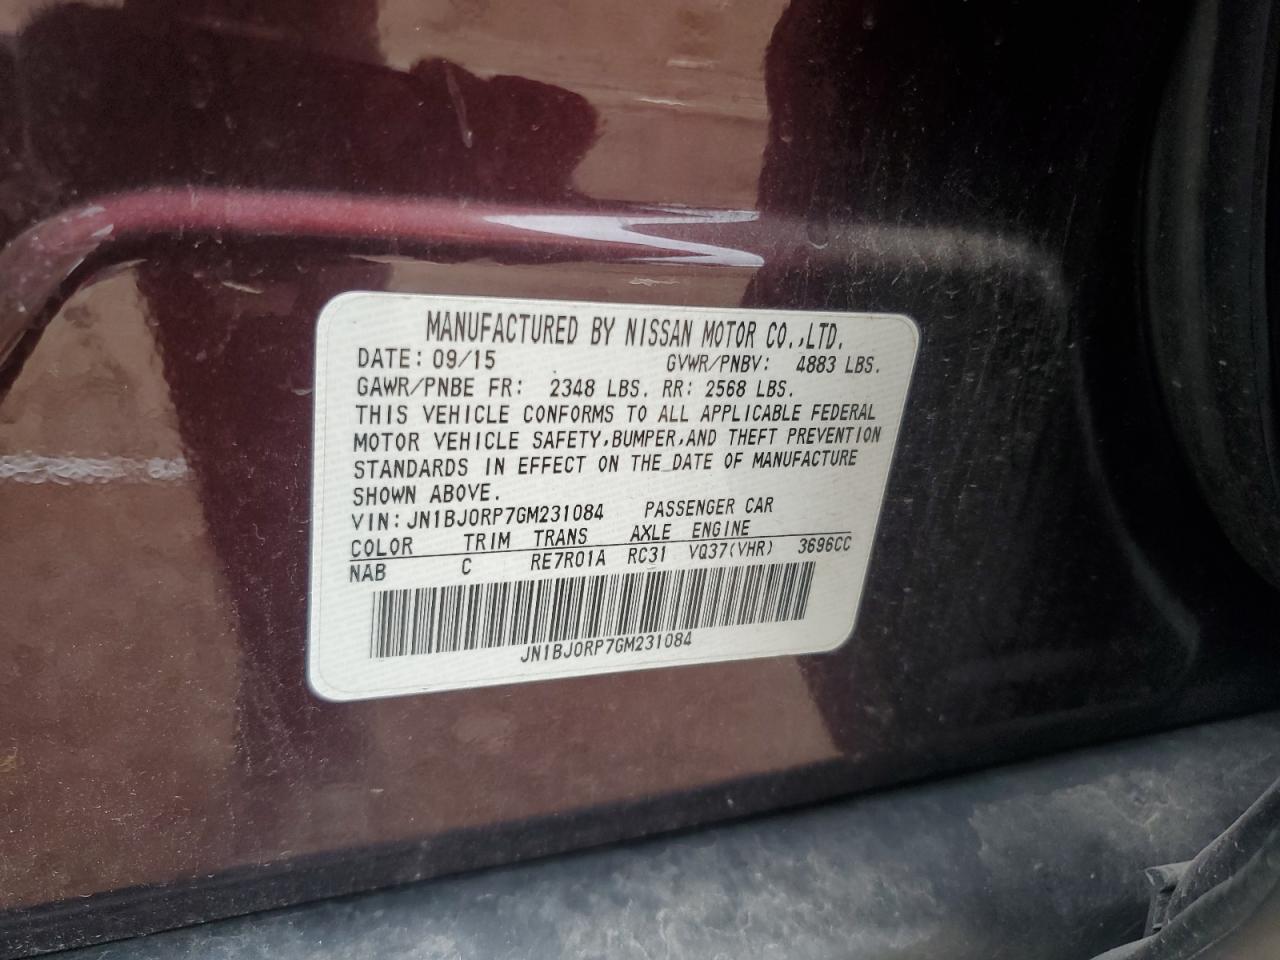 MANUFACTURED BY NISSAN MOTOR CO.,LTD.
DATE: 09/15 GVWR/PNBV: 4883 LBS.
GAWR/PNBE FR: 2348 LBS. RR: 2568 LBS.
THIS VEHICLE CONFORMS TO ALL APPLICABLE FEDERAL
MOTOR VEHICLE SAFETY,BUMPER,AND THEFT PREVENTION
STANDARDS IN EFFECT ON THE DATE OF MANUFACTURE
SHOWN ABOVE.
VIN: JN1BJ0RP7GM231084 PASSENGER CAR
COLOR TRIM TRANS AXLE ENGINE
NAB C RE7R01A RC31 VQ37(VHR) 3696CC
JN1BJ0RP7GM231084